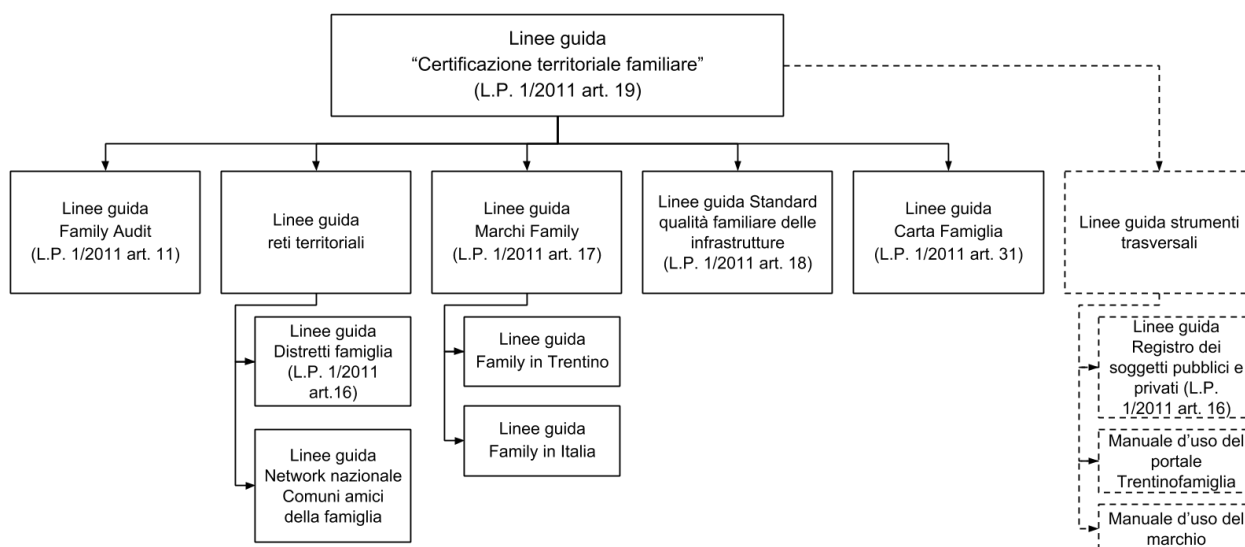 Linee guida
“Certificazione territoriale familiare”
(L.P. 1/2011 art. 19)
Linee guida
Family Audit
(L.P. 1/2011 art. 11)
Linee guida
reti territoriali
Linee guida
Marchi Family
(L.P. 1/2011 art. 17)
Linee guida Standard
qualità familiare delle
infrastrutture
(L.P. 1/2011 art. 18)
Linee guida
Carta Famiglia
(L.P. 1/2011 art. 31)
Linee guida strumenti
trasversali
Linee guida
Distretti famiglia
(L.P. 1/2011
art.16)
Linee guida
Network nazionale
Comuni amici
della famiglia
Linee guida
Family in Trentino
Linee guida
Family in Italia
Linee guida
Registro dei
soggetti pubblici e
privati (L.P.
1/2011 art. 16)
Manuale d’uso del
portale
Trentinofamiglia
Manuale d’uso del
marchio